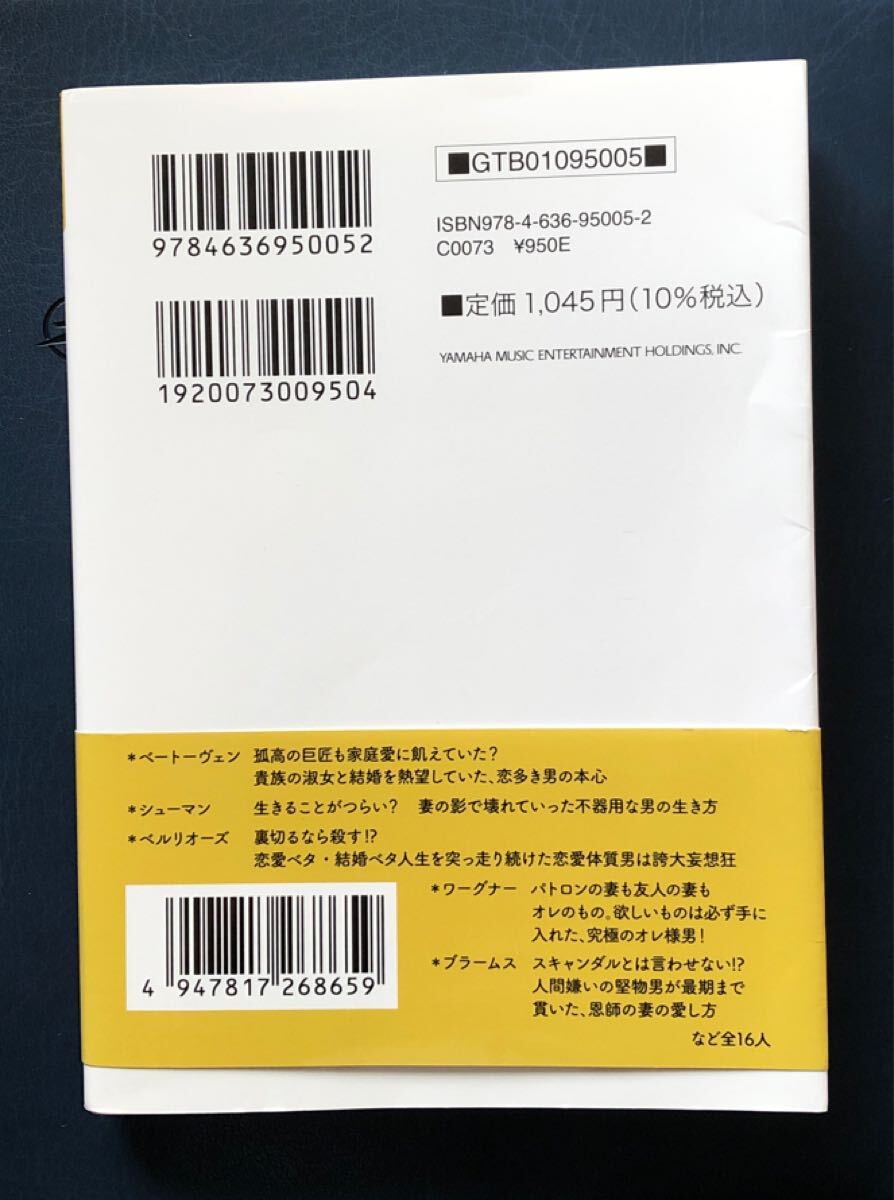 9784636950052
1920073009504
■GTB01095005■
ISBN978-4-636-95005-2
C0073 ¥950E
■定価1,045円(10%税込)
YAMAHA MUSIC ENTERTAINMENT HOLDINGS, INC.
*ベートーヴェン 孤高の巨匠も家庭愛に飢えていた?
貴族の淑女と結婚を熱望していた、恋多き男の本心
*シューマン 生きることがつらい? 妻の影で壊れていった不器用な男の生き方
*ベルリオーズ 裏切るなら殺す!?
恋愛ベタ・結婚ベタ人生を突っ走り続けた恋愛体質男は誇大妄想狂
*ワーグナー パトロンの妻も友人の妻も
オレのもの。欲しいものは必ず手に
入れた、究極のオレ様男!
*ブラームス スキャンダルとは言わせない!?
人間嫌いの堅物男が最期まで
貫いた、恩師の妻の愛し方
など全16人
4 947817 268659